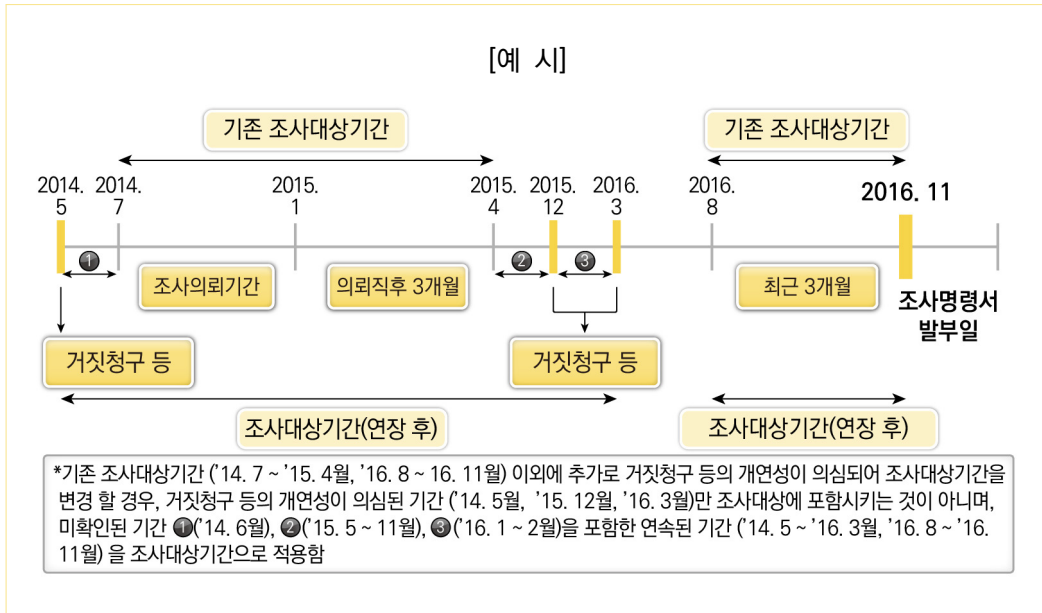 [예 시]
기존 조사대상기간
기존 조사대상기간
2014.
5
2014.
7
2015.
1
2015.
4
2015.
12
2016.
3
2016.
8
2016. 11
❶
❷
❸
조사의뢰기간
의뢰직후 3개월
최근 3개월
조사명령서
발부일
거짓청구 등
거짓청구 등
조사대상기간(연장 후)
조사대상기간(연장 후)
*기존 조사대상기간 ('14. 7 ~ '15. 4월, '16. 8 ~ 16. 11월) 이외에 추가로 거짓청구 등의 개연성이 의심되어 조사대상기간을
변경 할 경우, 거짓청구 등의 개연성이 의심된 기간 ('14. 5월, '15. 12월, '16. 3월)만 조사대상에 포함시키는 것이 아니며,
미확인된 기간 ❶('14. 6월), ❷('15. 5 ~ 11월), ❸('16. 1 ~ 2월)을 포함한 연속된 기간 ('14. 5 ~ '16. 3월, '16. 8 ~ '16.
11월) 을 조사대상기간으로 적용함